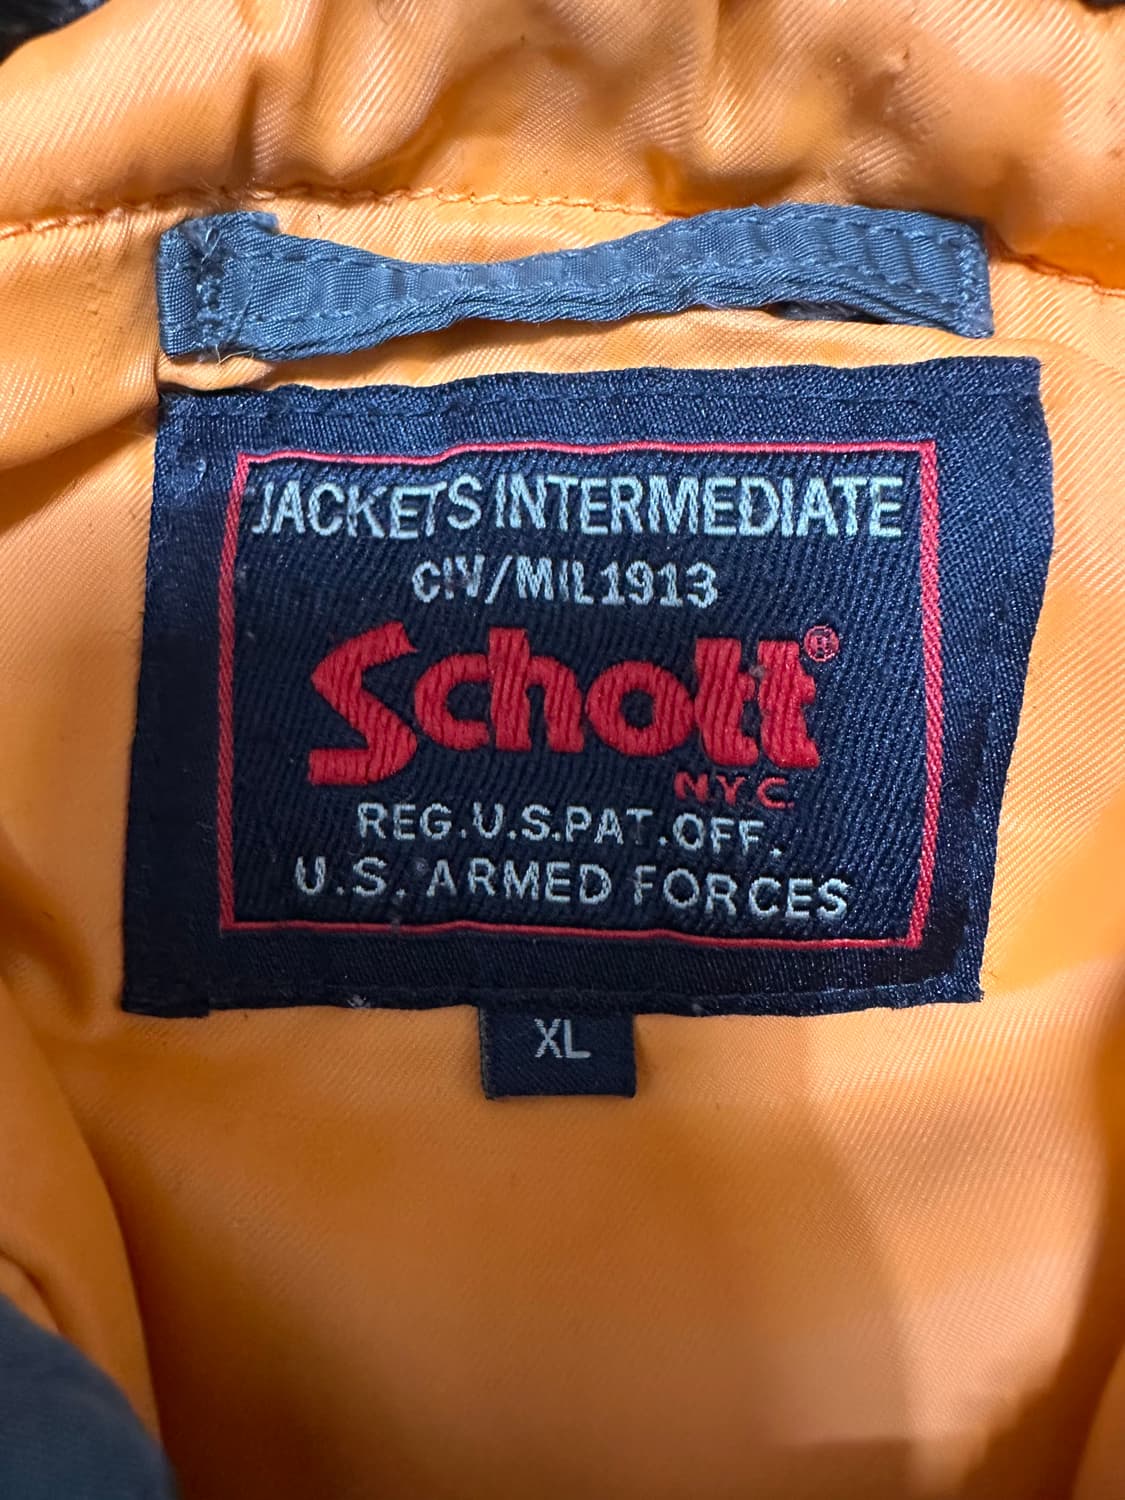 JACKETS INTERMEDIATE
CIV/MIL1913
Schott®
N.Y.C.
REG.U.S.PAT.OFF.
U.S. ARMED FORCES
XL